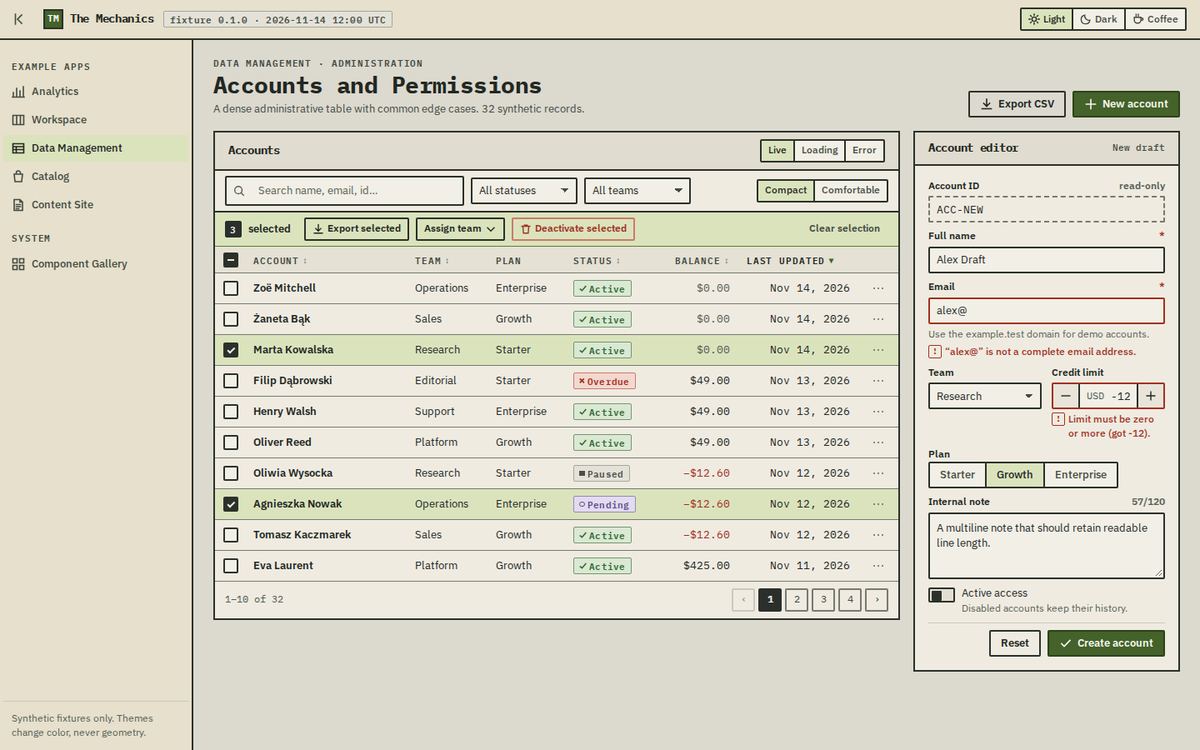 TM The Mechanics fixture 0.1.0 · 2026-11-14 12:00 UTC Light Dark Coffee
EXAMPLE APPS
Analytics
Workspace
Data Management
Catalog
Content Site
SYSTEM
Component Gallery
Synthetic fixtures only. Themes
change color, never geometry.
DATA MANAGEMENT · ADMINISTRATION
Accounts and Permissions
A dense administrative table with common edge cases. 32 synthetic records.
Export CSV New account
Accounts Live Loading Error
Search name, email, id… All statuses All teams Compact Comfortable
3 selected Export selected Assign team Deactivate selected Clear selection
ACCOUNT TEAM PLAN STATUS BALANCE LAST UPDATED
Zoë Mitchell Operations Enterprise Active $0.00 Nov 14, 2026 ···
Żaneta Bąk Sales Growth Active $0.00 Nov 14, 2026 ···
Marta Kowalska Research Starter Active $0.00 Nov 14, 2026 ···
Filip Dąbrowski Editorial Starter Overdue $49.00 Nov 13, 2026 ···
Henry Walsh Support Enterprise Active $49.00 Nov 13, 2026 ···
Oliver Reed Platform Growth Active $49.00 Nov 13, 2026 ···
Oliwia Wysocka Research Starter Paused −$12.60 Nov 12, 2026 ···
Agnieszka Nowak Operations Enterprise Pending −$12.60 Nov 12, 2026 ···
Tomasz Kaczmarek Sales Growth Active −$12.60 Nov 12, 2026 ···
Eva Laurent Platform Growth Active $425.00 Nov 11, 2026 ···
1–10 of 32 ‹ 1 2 3 4 ›
Account editor New draft
Account ID read-only
ACC-NEW
Full name *
Alex Draft
Email *
alex@
Use the example.test domain for demo accounts.
! “alex@” is not a complete email address.
Team Credit limit
Research − USD -12 +
! Limit must be zero
or more (got -12).
Plan
Starter Growth Enterprise
Internal note 57/120
A multiline note that should retain readable
line length.
Active access
Disabled accounts keep their history.
Reset Create account